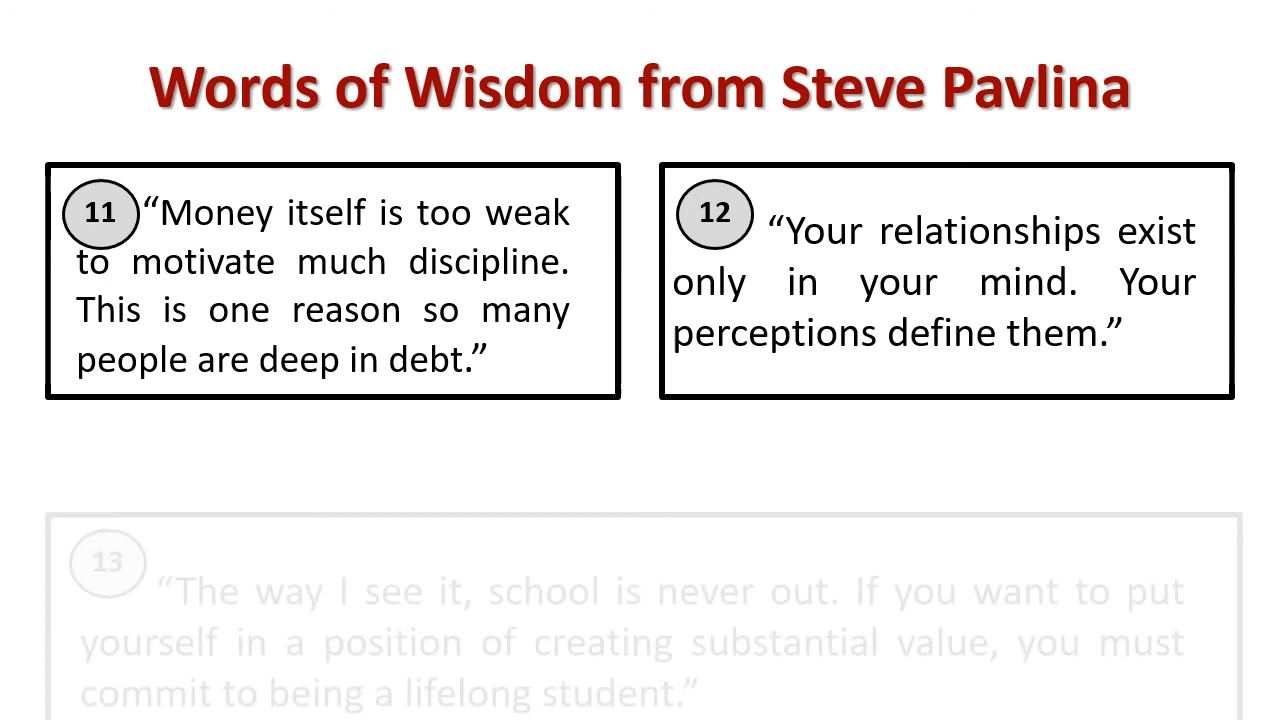 Words of Wisdom from Steve Pavlina
11 “Money itself is too weak
to motivate much discipline.
This is one reason so many
people are deep in debt.”
12 “Your relationships exist
only in your mind. Your
perceptions define them.”
13 “The way I see it, school is never out. If you want to put
yourself in a position of creating substantial value, you must
commit to being a lifelong student.”